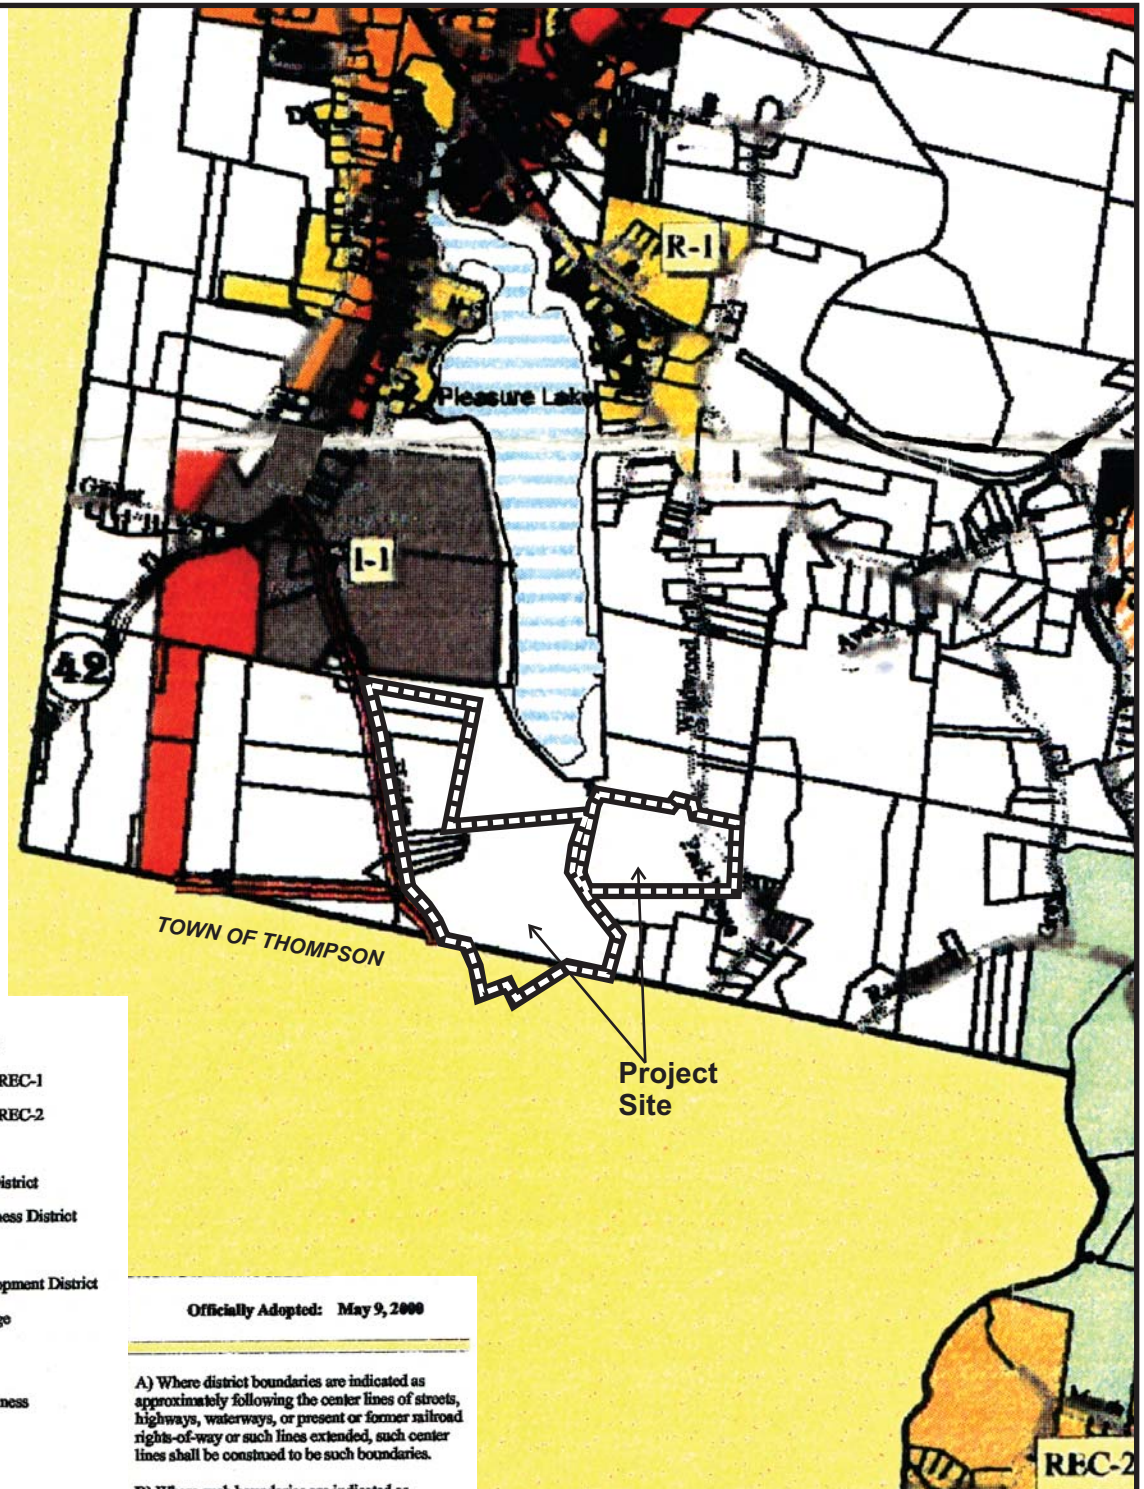 R-1
Pleasure Lake
I-1
42
TOWN OF THOMPSON
Project
Site
REC-1
REC-2
istrict
ness District
opment District
ge
ness
Officially Adopted: May 9, 2000
A) Where district boundaries are indicated as
approximately following the center lines of streets,
highways, waterways, or present or former railroad
rights-of-way or such lines extended, such center
lines shall be construed to be such boundaries.
REC-2